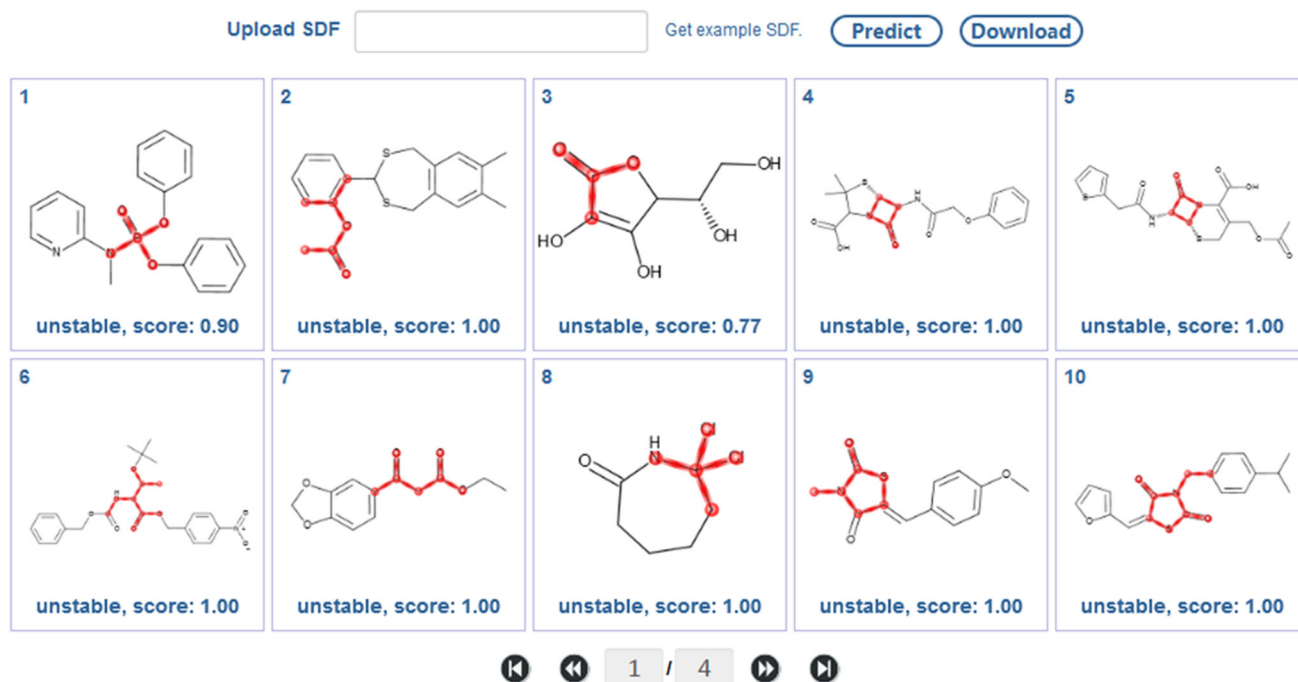 Upload SDF Get example SDF. Predict Download
1 2 3 4 5
unstable, score: 0.90 unstable, score: 1.00 unstable, score: 0.77 unstable, score: 1.00 unstable, score: 1.00
6 7 8 9 10
unstable, score: 1.00 unstable, score: 1.00 unstable, score: 1.00 unstable, score: 1.00 unstable, score: 1.00
1 / 4